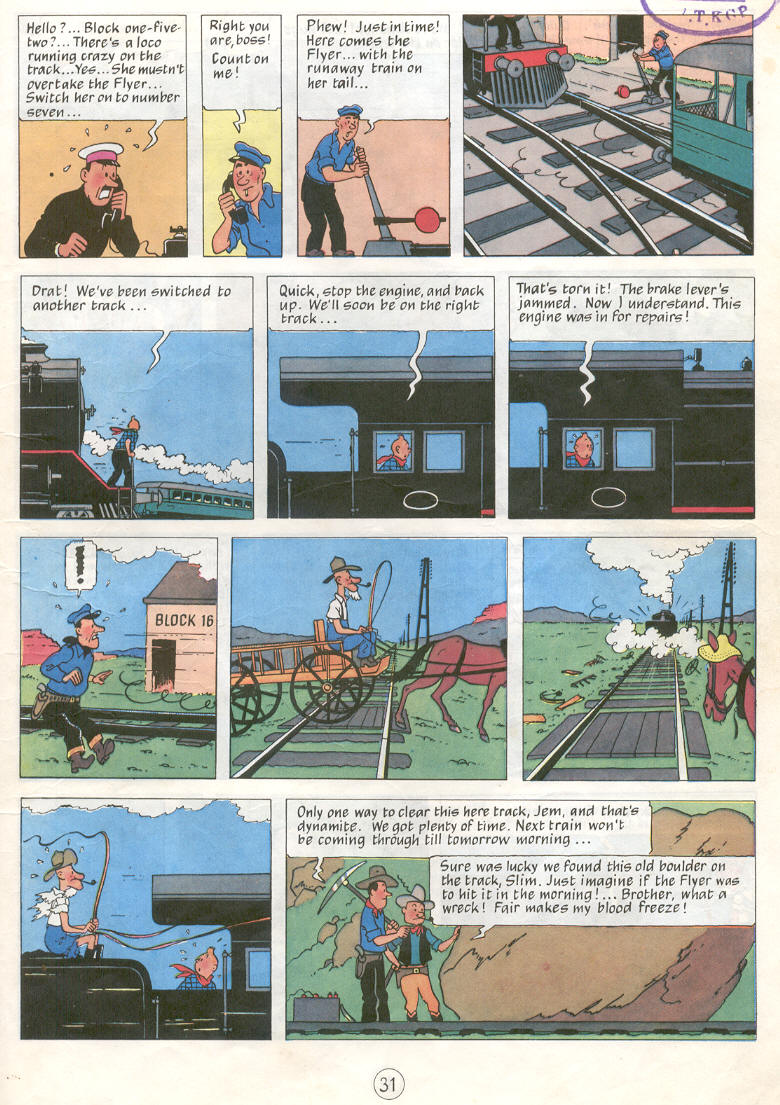 I.T. KGP
Hello?... Block one-five-
two?... There's a loco
running crazy on the
track...Yes... She mustn't
overtake the Flyer...
Switch her on to number
seven...
Right you
are, boss!
Count on
me!
Phew! Just in time!
Here comes the
Flyer... with the
runaway train on
her tail...
Drat! We've been switched to
another track...
Quick, stop the engine, and back
up. We'll soon be on the right
track...
That's torn it! The brake lever's
jammed. Now I understand. This
engine was in for repairs!
!!!!
BLOCK 16
Only one way to clear this here track, Jem, and that's
dynamite. We got plenty of time. Next train won't
be coming through till tomorrow morning...
Sure was lucky we found this old boulder on
the track, Slim. Just imagine if the Flyer was
to hit it in the morning!... Brother, what a
wreck! Fair makes my blood freeze!
31